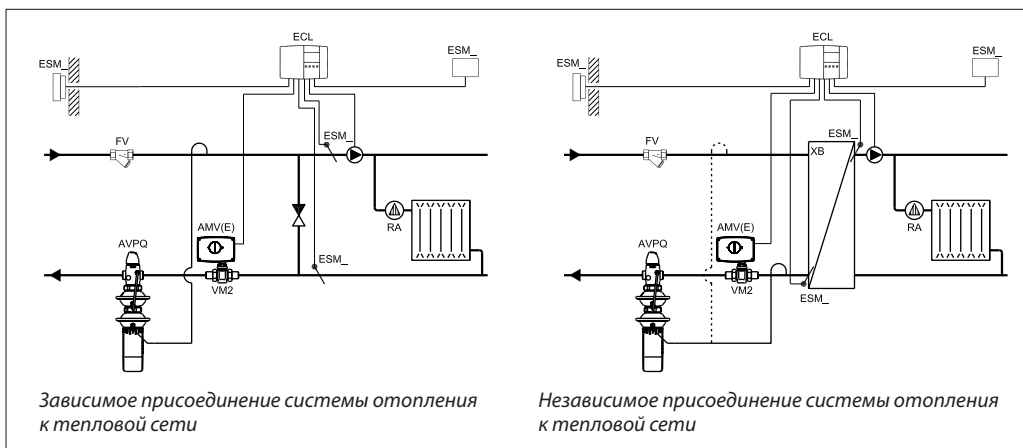 ECL
ESM_
ESM_
FV
ESM_
RA
AMV(E)
AVPQ
VM2
ESM_
Зависимое присоединение системы отопления
к тепловой сети
ECL
ESM_
ESM_
FV
ESM_
XB
RA
AMV(E)
AVPQ
VM2
ESM_
Независимое присоединение системы отопления
к тепловой сети